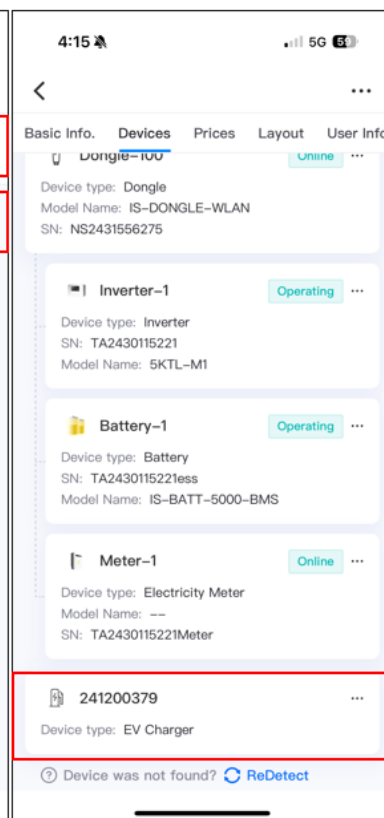 4:15
5G 59
Basic Info. Devices Prices Layout User Info
Dongle-100 Online ...
Device type: Dongle
Model Name: IS-DONGLE-WLAN
SN: NS2431556275
Inverter-1 Operating ...
Device type: Inverter
SN: TA2430115221
Model Name: 5KTL-M1
Battery-1 Operating ...
Device type: Battery
SN: TA2430115221ess
Model Name: IS-BATT-5000-BMS
Meter-1 Online ...
Device type: Electricity Meter
Model Name: --
SN: TA2430115221Meter
241200379 ...
Device type: EV Charger
Device was not found? ReDetect